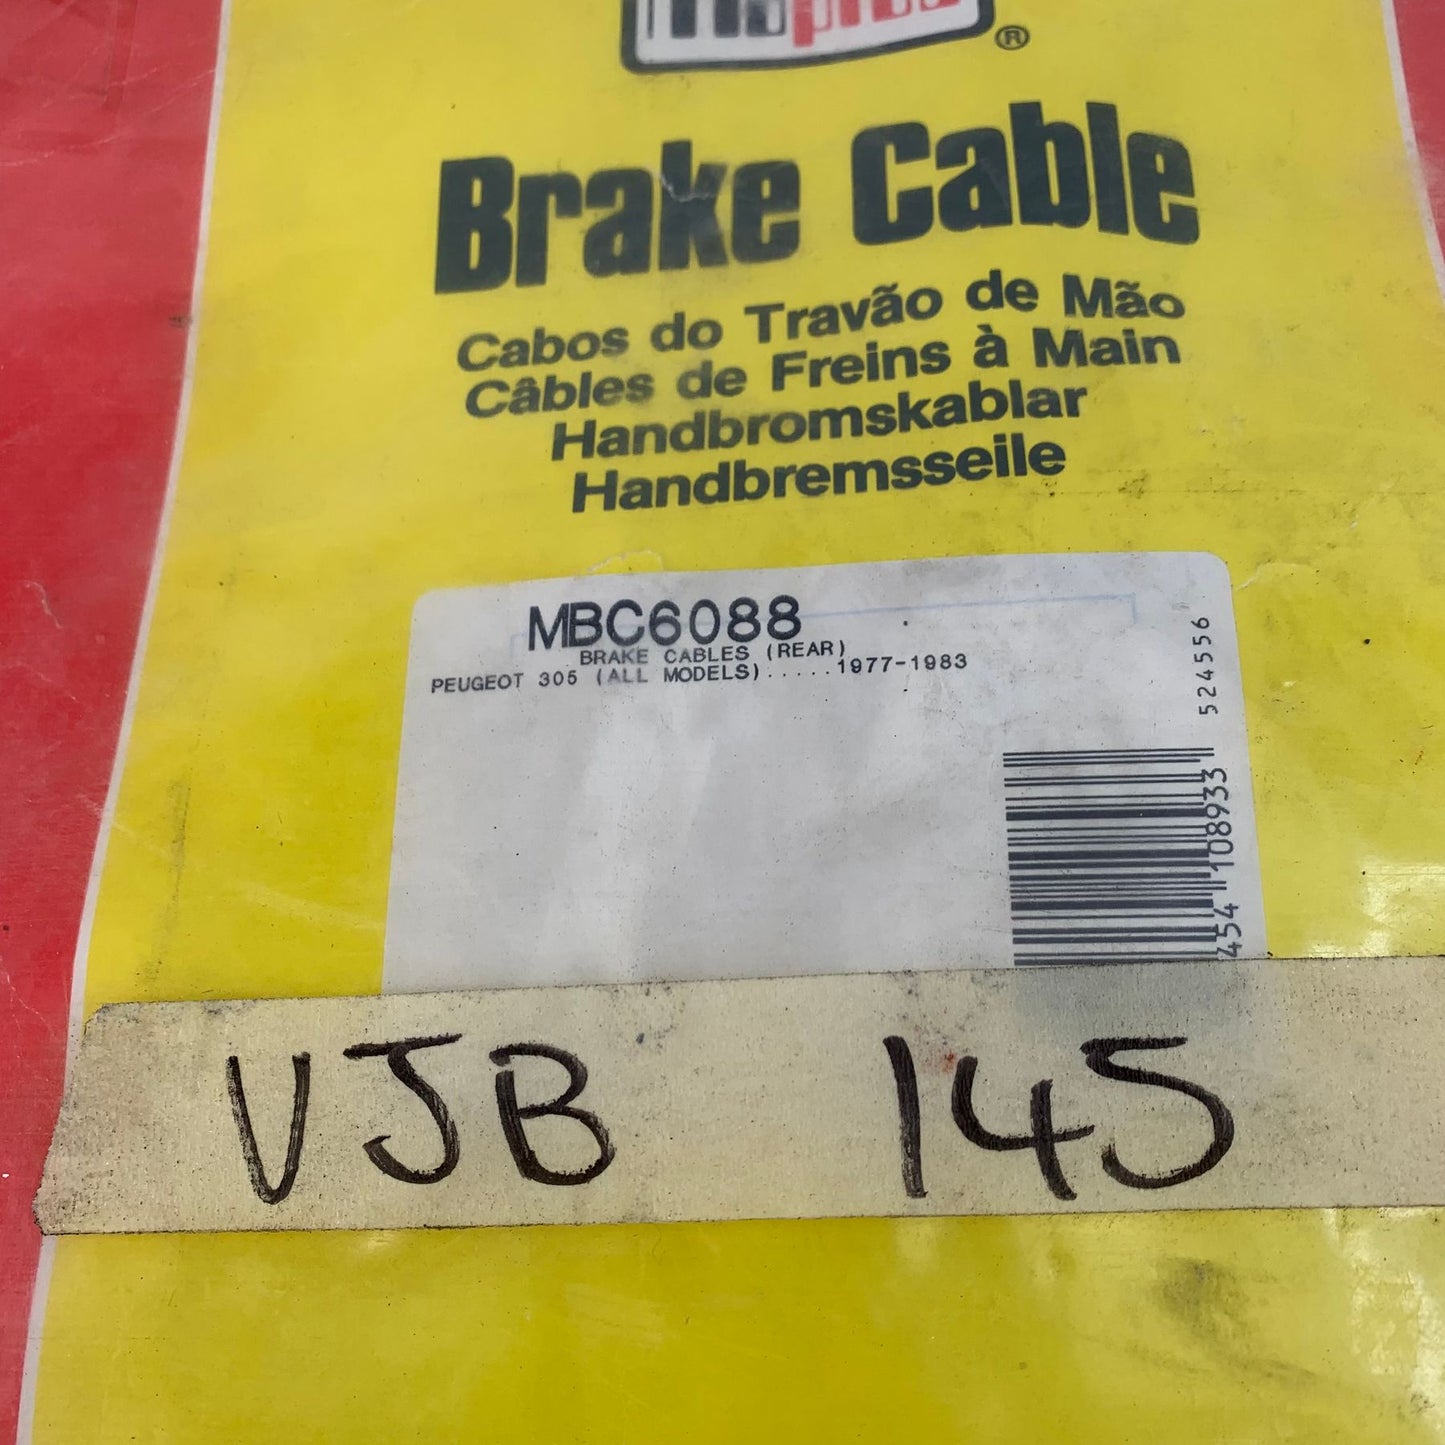 ®
Brake Cable
Cabos do Travão de Mão
Câbles de Freins à Main
Handbromskablar
Handbremsseile
MBC6088
BRAKE CABLES (REAR)
PEUGEOT 305 (ALL MODELS).....1977-1983
524556
454 108933
VJB 145